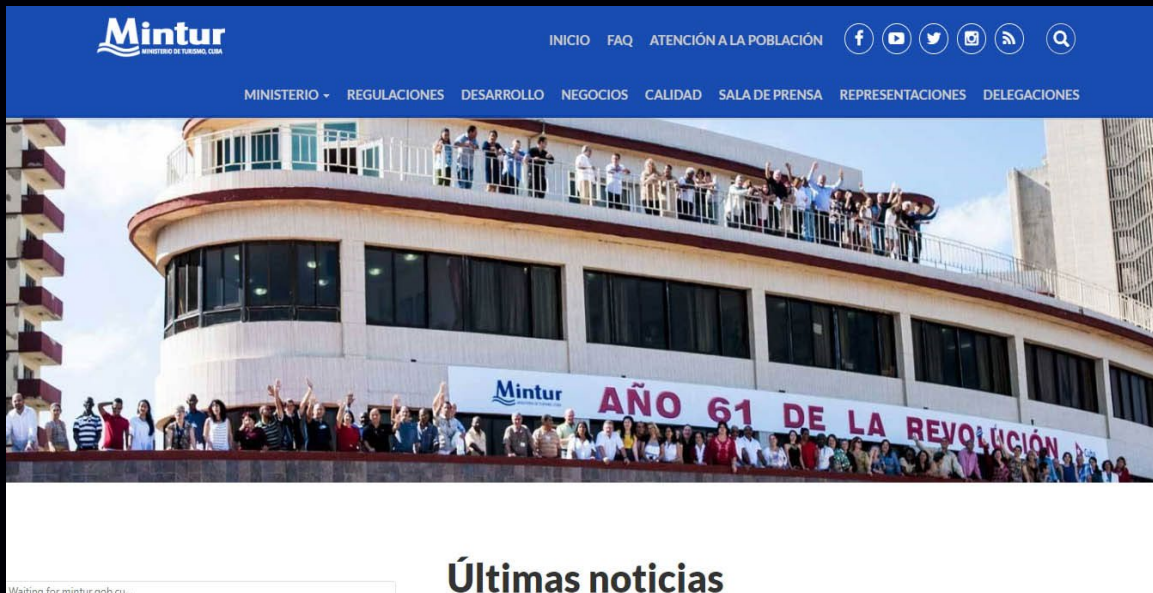 Mintur
MINISTERIO DE TURISMO, CUBA
INICIO FAQ ATENCIÓN A LA POBLACIÓN
MINISTERIO REGULACIONES DESARROLLO NEGOCIOS CALIDAD SALA DE PRENSA REPRESENTACIONES DELEGACIONES
Mintur
AÑO 61 DE LA REVOLUCIÓN
Últimas noticias
Waiting for mintur.gob.cu